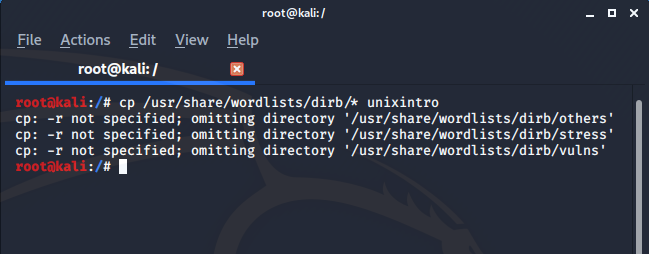 root@kali: /
File Actions Edit View Help
root@kali: /
root@kali:/# cp /usr/share/wordlists/dirb/* unixintro
cp: -r not specified; omitting directory '/usr/share/wordlists/dirb/others'
cp: -r not specified; omitting directory '/usr/share/wordlists/dirb/stress'
cp: -r not specified; omitting directory '/usr/share/wordlists/dirb/vulns'
root@kali:/#